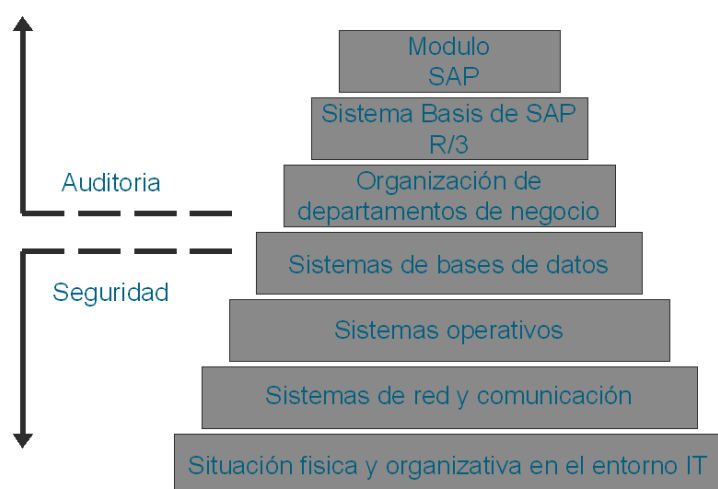 Modulo
SAP
Sistema Basis de SAP
R/3
Auditoria
Organización de
departamentos de negocio
Sistemas de bases de datos
Seguridad
Sistemas operativos
Sistemas de red y comunicación
Situación fisica y organizativa en el entorno IT